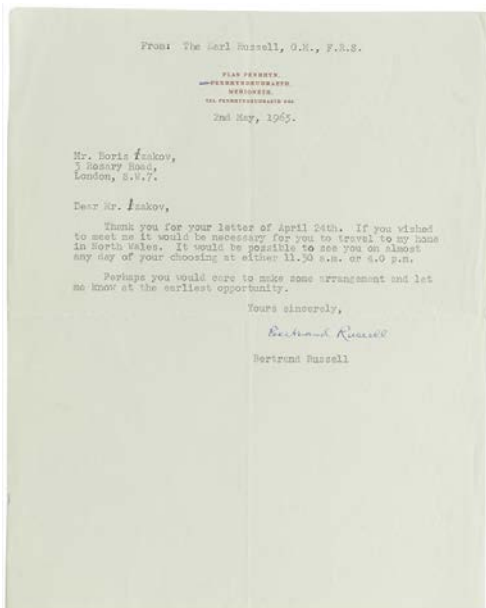 From: The Earl Russell, O.M., F.R.S.
PLAS PENRHYN,
PENRHYNDEUDRAETH,
MERIONETH.
TEL. PENRHYNDEUDRAETH
2nd May, 1963.
Mr. Boris Izakov,
3 Rosary Road,
London, S.W.7.
Dear Mr. Izakov,
Thank you for your letter of April 24th. If you wished
to meet me it would be necessary for you to travel to my home
in North Wales. It would be possible to see you on almost
any day of your choosing at either 11.30 a.m. or 4.0 p.m.
Perhaps you would care to make some arrangement and let
me know at the earliest opportunity.
Yours sincerely,
Bertrand Russell
Bertrand Russell